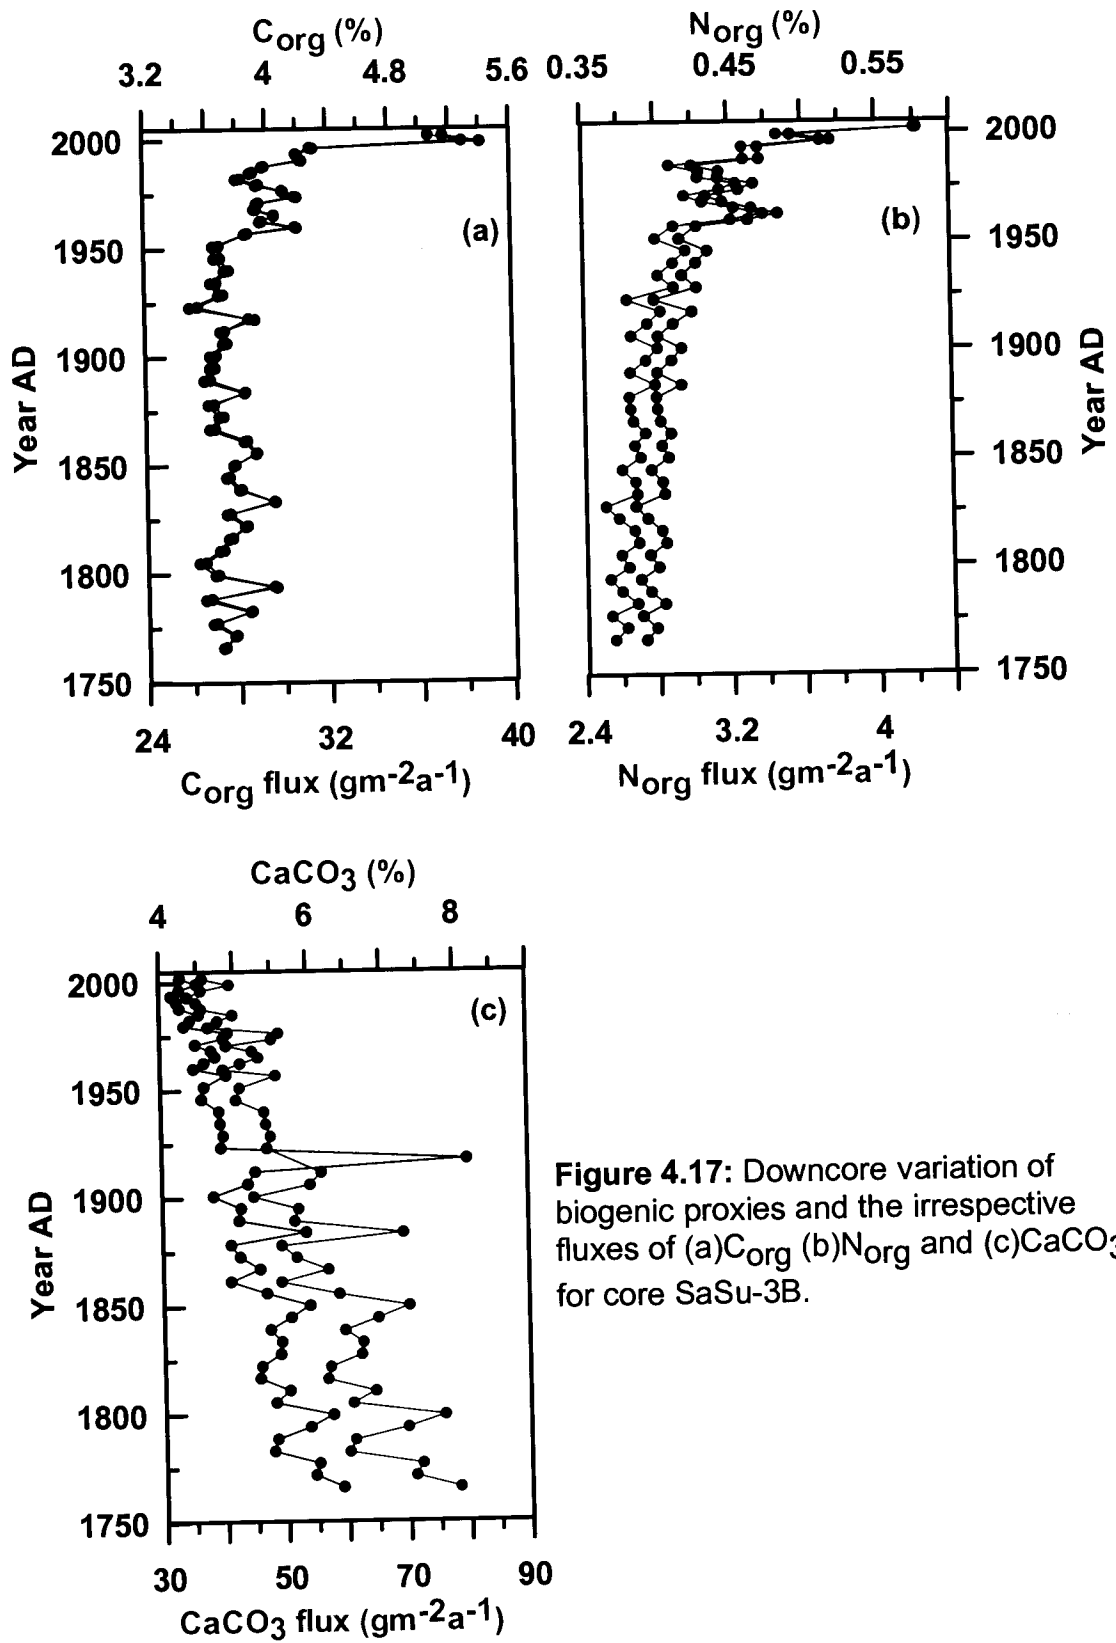 Corg (%)
3.2 4 4.8 5.6
2000
1950
1900
1850
1800
1750
Year AD
(a)
24 32 40
Corg flux (gm-2a-1)
Norg (%)
0.35 0.45 0.55
2000
1950
1900
1850
1800
1750
Year AD
(b)
2.4 3.2 4
Norg flux (gm-2a-1)
CaCO3 (%)
4 6 8
2000
1950
1900
1850
1800
1750
Year AD
(c)
30 50 70 90
CaCO3 flux (gm-2a-1)
Figure 4.17: Downcore variation of
biogenic proxies and the irrespective
fluxes of (a)Corg (b)Norg and (c)CaCO3
for core SaSu-3B.